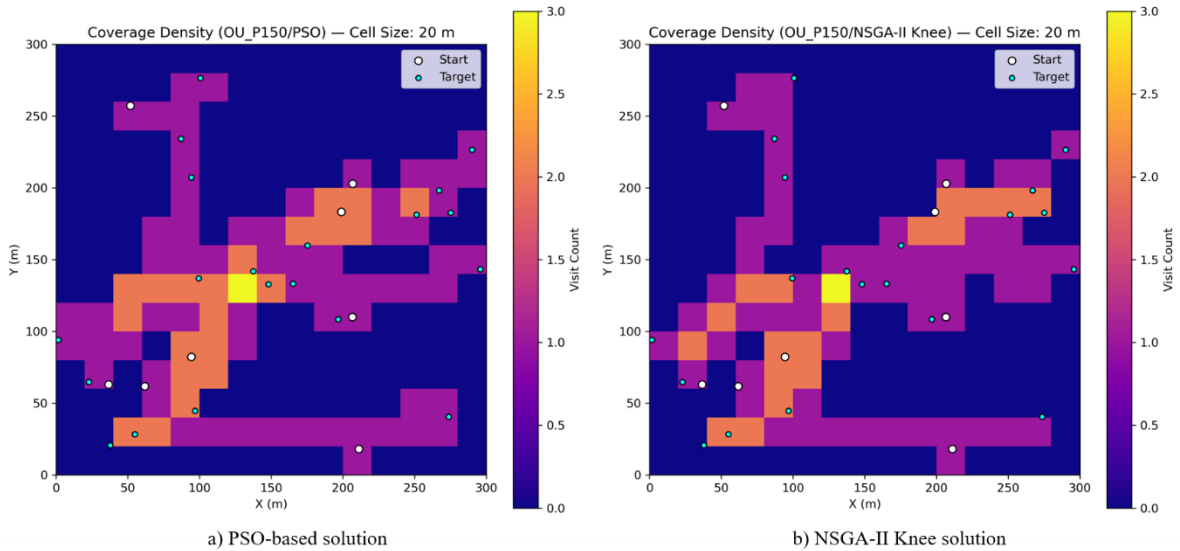 Coverage Density (OU_P150/PSO) — Cell Size: 20 m
300
250
200
150
100
50
0
Y (m)
0 50 100 150 200 250 300
X (m)
Start
Target
3.0
2.5
2.0
1.5
1.0
0.5
0.0
Visit Count
a) PSO-based solution
Coverage Density (OU_P150/NSGA-II Knee) — Cell Size: 20 m
300
250
200
150
100
50
0
Y (m)
0 50 100 150 200 250 300
X (m)
Start
Target
3.0
2.5
2.0
1.5
1.0
0.5
0.0
Visit Count
b) NSGA-II Knee solution